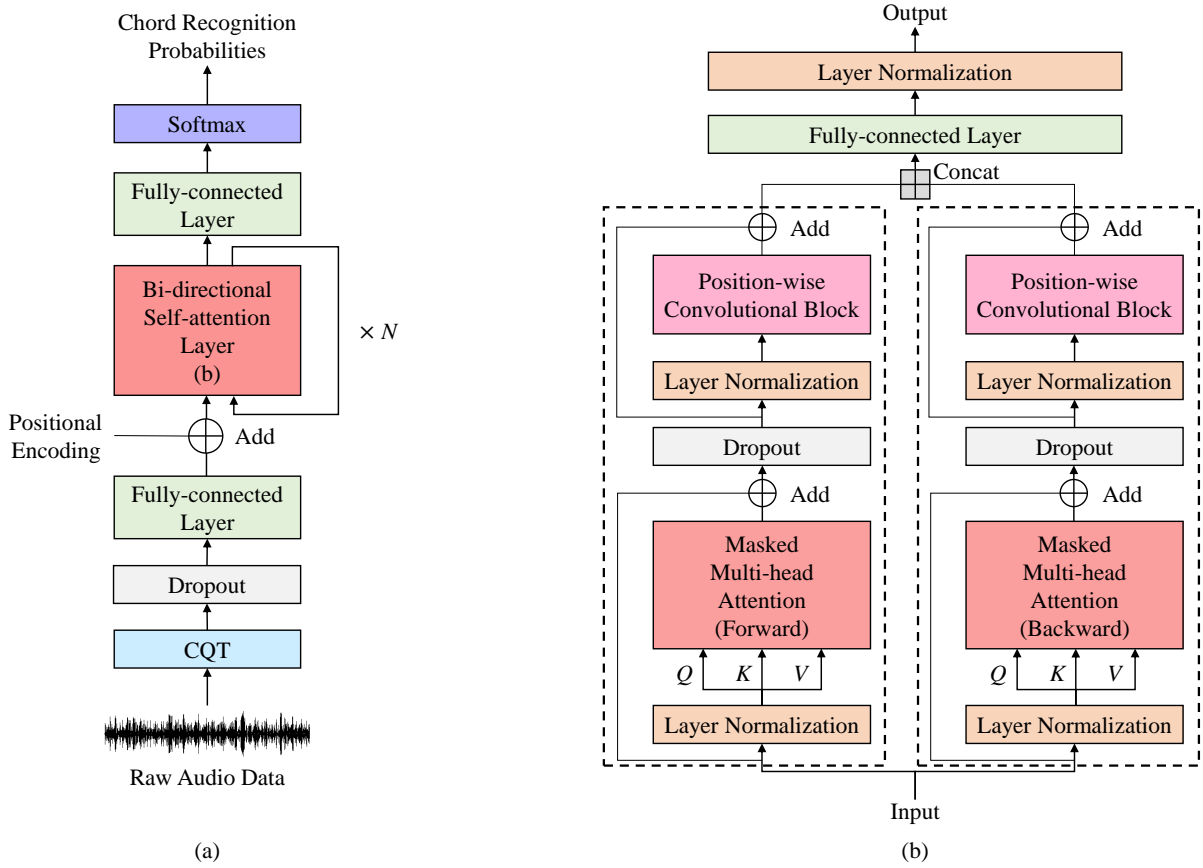 Chord Recognition
Probabilities
Softmax
Fully-connected
Layer
Bi-directional
Self-attention
Layer
(b)
× N
Positional
Encoding
Add
Fully-connected
Layer
Dropout
CQT
Raw Audio Data
(a)
Output
Layer Normalization
Fully-connected Layer
Concat
Add
Position-wise
Convolutional Block
Layer Normalization
Dropout
Add
Masked
Multi-head
Attention
(Forward)
Q K V
Layer Normalization
Add
Position-wise
Convolutional Block
Layer Normalization
Dropout
Add
Masked
Multi-head
Attention
(Backward)
Q K V
Layer Normalization
Input
(b)